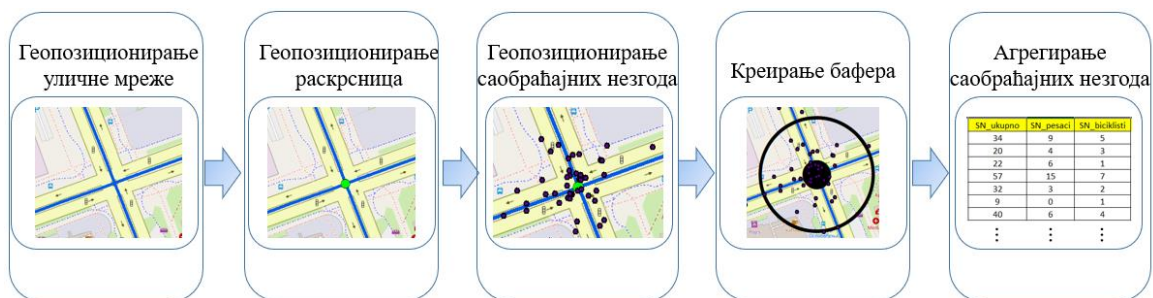 Геопозиционирање
уличне мреже
Геопозиционирање
раскрсница
Геопозиционирање
саобраћајних незгода
Креирање бафера
Агрегирање
саобраћајних незгода
SN_ukupno SN_pesaci SN_biciklisti
34 9 5
20 4 3
22 6 1
57 15 7
32 3 2
9 0 1
40 6 4
⋮ ⋮ ⋮